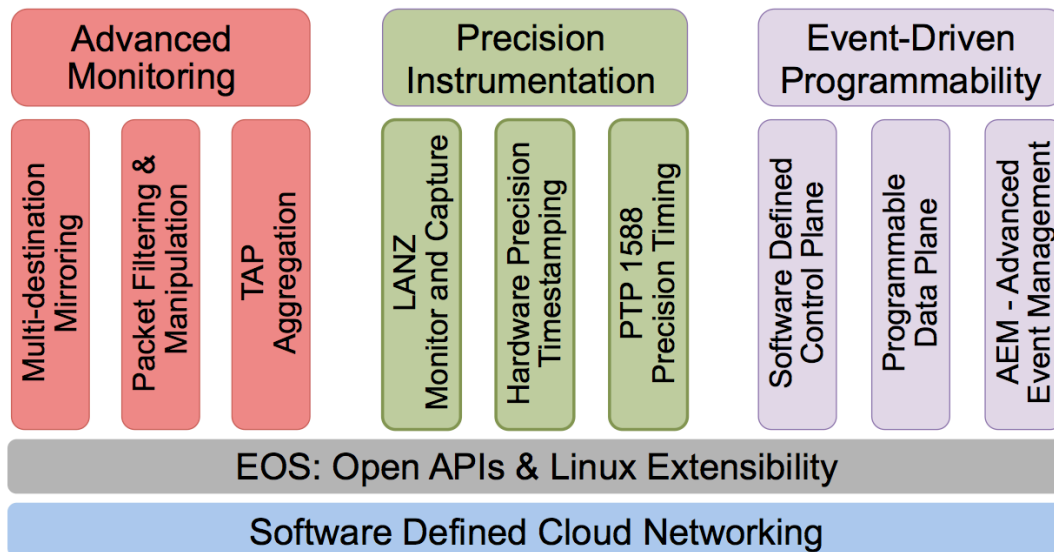 Advanced
Monitoring
Precision
Instrumentation
Event-Driven
Programmability
Multi-destination
Mirroring
Packet Filtering &
Manipulation
TAP
Aggregation
LANZ
Monitor and Capture
Hardware Precision
Timestamping
PTP 1588
Precision Timing
Software Defined
Control Plane
Programmable
Data Plane
AEM - Advanced
Event Management
EOS: Open APIs & Linux Extensibility
Software Defined Cloud Networking